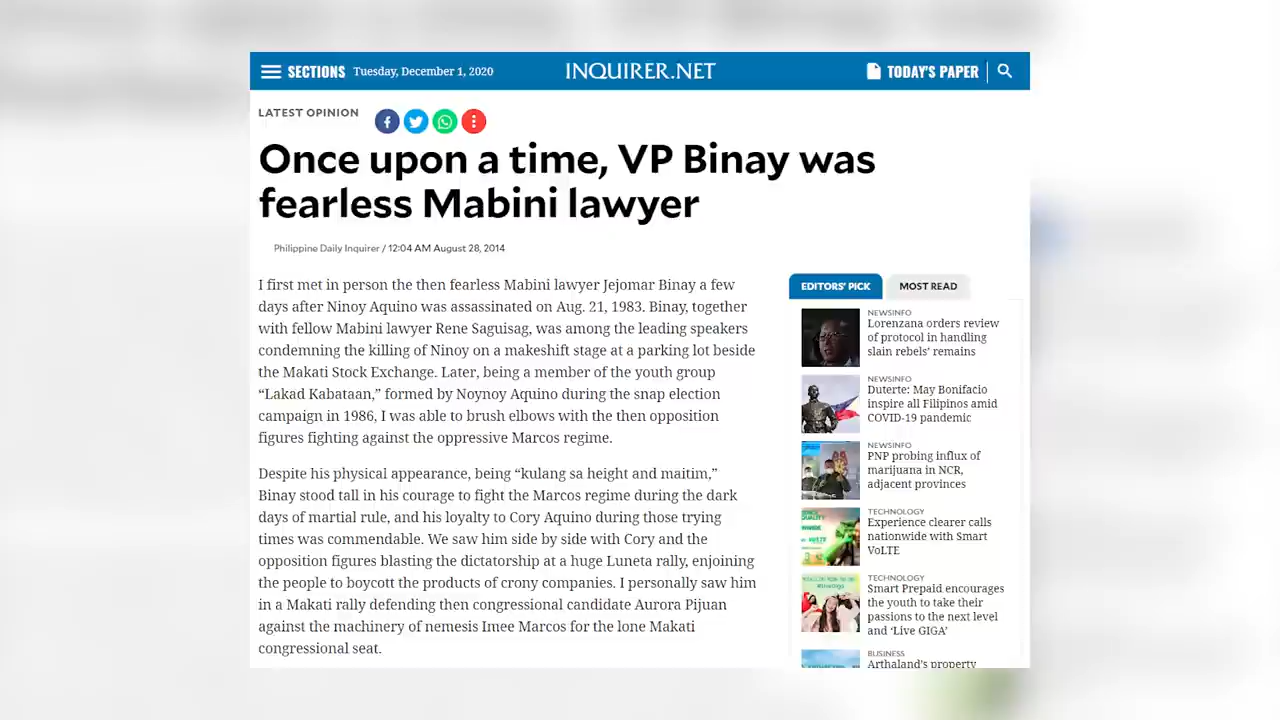 SECTIONS Tuesday, December 1, 2020 INQUIRER.NET TODAY'S PAPER
LATEST OPINION
Once upon a time, VP Binay was
fearless Mabini lawyer
Philippine Daily Inquirer / 12:04 AM August 28, 2014
I first met in person the then fearless Mabini lawyer Jejomar Binay a few
days after Ninoy Aquino was assassinated on Aug. 21, 1983. Binay, together
with fellow Mabini lawyer Rene Saguisag, was among the leading speakers
condemning the killing of Ninoy on a makeshift stage at a parking lot beside
the Makati Stock Exchange. Later, being a member of the youth group
“Lakad Kabataan,” formed by Noynoy Aquino during the snap election
campaign in 1986, I was able to brush elbows with the then opposition
figures fighting against the oppressive Marcos regime.
Despite his physical appearance, being “kulang sa height and maitim,”
Binay stood tall in his courage to fight the Marcos regime during the dark
days of martial rule, and his loyalty to Cory Aquino during those trying
times was commendable. We saw him side by side with Cory and the
opposition figures blasting the dictatorship at a huge Luneta rally, enjoining
the people to boycott the products of crony companies. I personally saw him
in a Makati rally defending then congressional candidate Aurora Pijuan
against the machinery of nemesis Imee Marcos for the lone Makati
congressional seat.
EDITORS' PICK MOST READ
NEWSINFO
Lorenzana orders review
of protocol in handling
slain rebels’ remains
NEWSINFO
Duterte: May Bonifacio
inspire all Filipinos amid
COVID-19 pandemic
NEWSINFO
PNP probing influx of
marijuana in NCR,
adjacent provinces
TECHNOLOGY
Experience clearer calls
nationwide with Smart
VoLTE
TECHNOLOGY
Smart Prepaid encourages
the youth to take their
passions to the next level
and ‘Live GIGA’
BUSINESS
Arthaland’s property